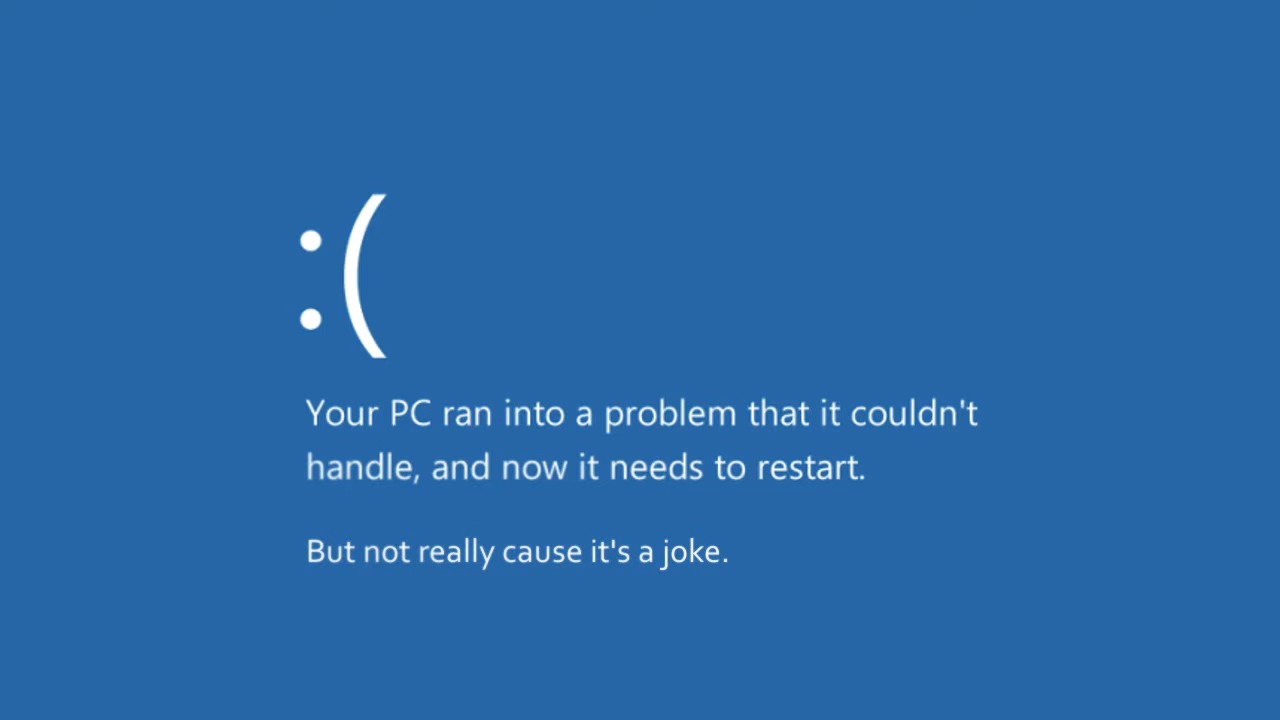 :(
Your PC ran into a problem that it couldn't
handle, and now it needs to restart.
But not really cause it's a joke.